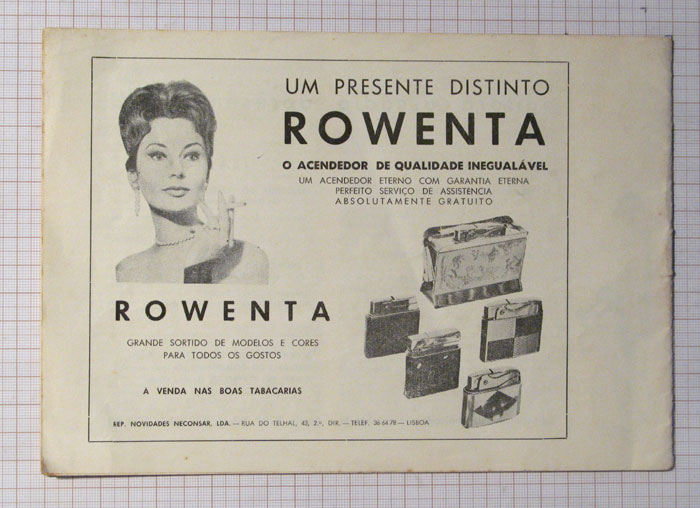 UM PRESENTE DISTINTO
ROWENTA
O ACENDEDOR DE QUALIDADE INEGUALÁVEL
UM ACENDEDOR ETERNO COM GARANTIA ETERNA
PERFEITO SERVIÇO DE ASSISTENCIA
ABSOLUTAMENTE GRATUITO
ROWENTA
GRANDE SORTIDO DE MODELOS E CORES
PARA TODOS OS GOSTOS
A VENDA NAS BOAS TABACARIAS
REP. NOVIDADES NECONSAR, LDA. — RUA DO TELHAL, 43, 2.º, DIR. — TELEF. 36 64 78 — LISBOA